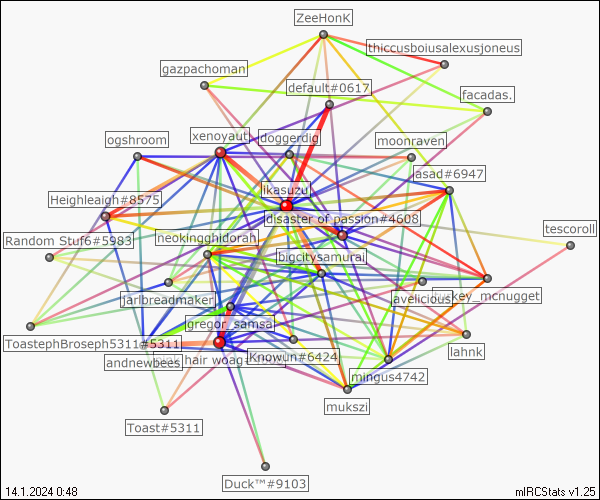 ZeeHonK
thiccusboiusalexusjoneus
gazpachoman
default#0617
facadas.
ogshroom
xenoyaut
doggerdig
moonraven
asad#6947
likasuzu
Heighleaigh#8575
disaster of passion#4608
tescoroll
Random Stuf6#5983
neokingghidorah
bigcitysamurai
jarlbreadmaker
avelicious
key_mcnugget
gregor_samsa
ToastephBroseph5311#5311
lahnk
andnewbees
hair woag
Knowun#6424
mingus4742
mukszi
Toast#5311
Duck™#9103
14.1.2024 0:48
mIRCStats v1.25